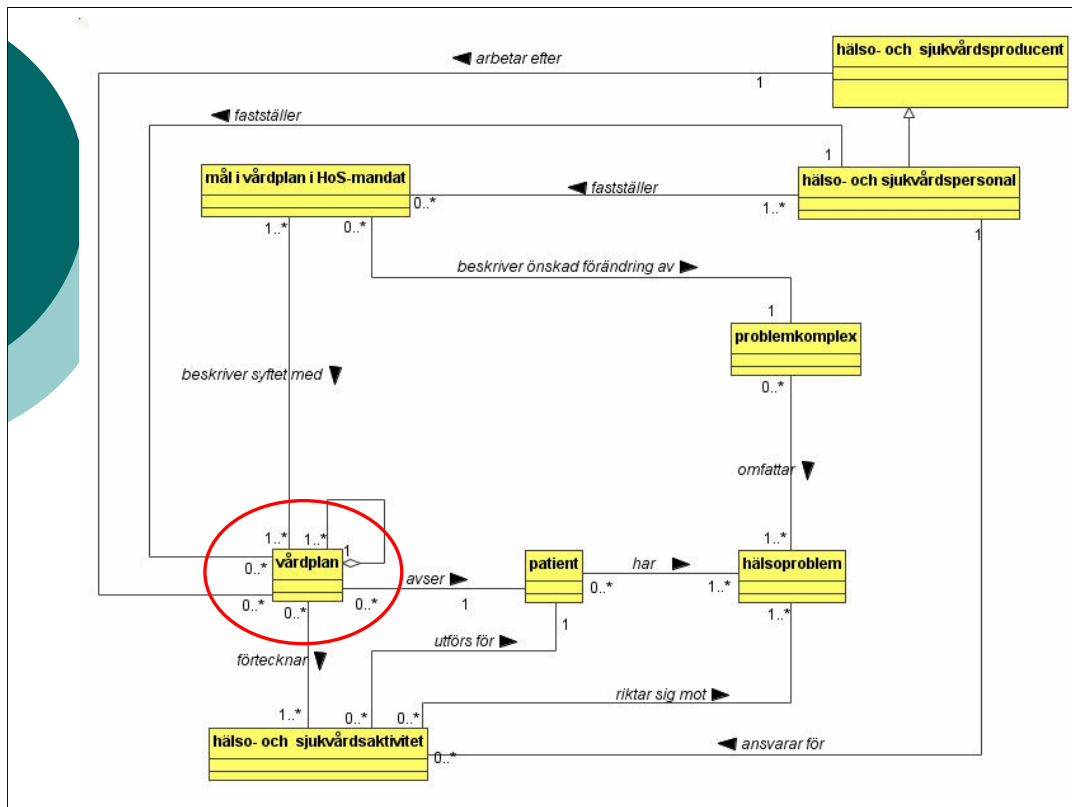 hälso- och sjukvårdsproducent
◀ arbetar efter
1
◀ fastställer
1
mål i vårdplan i HoS-mandat
◀ fastställer
hälso- och sjukvårdspersonal
0..*
1..*
1..*
0..*
1
beskriver önskad förändring av ▶
1
problemkomplex
beskriver syftet med ▼
0..*
omfattar ▼
1..*
1..*
1
1..*
vårdplan
patient
har ▶
hälsoproblem
0..*
avser ▶
0..*
1..*
0..*
0..*
0..*
1
1
1..*
utförs för ▶
förtecknar ▼
riktar sig mot ▶
1..*
0..*
0..*
hälso- och sjukvårdsaktivitet
◀ ansvarar för
0..*